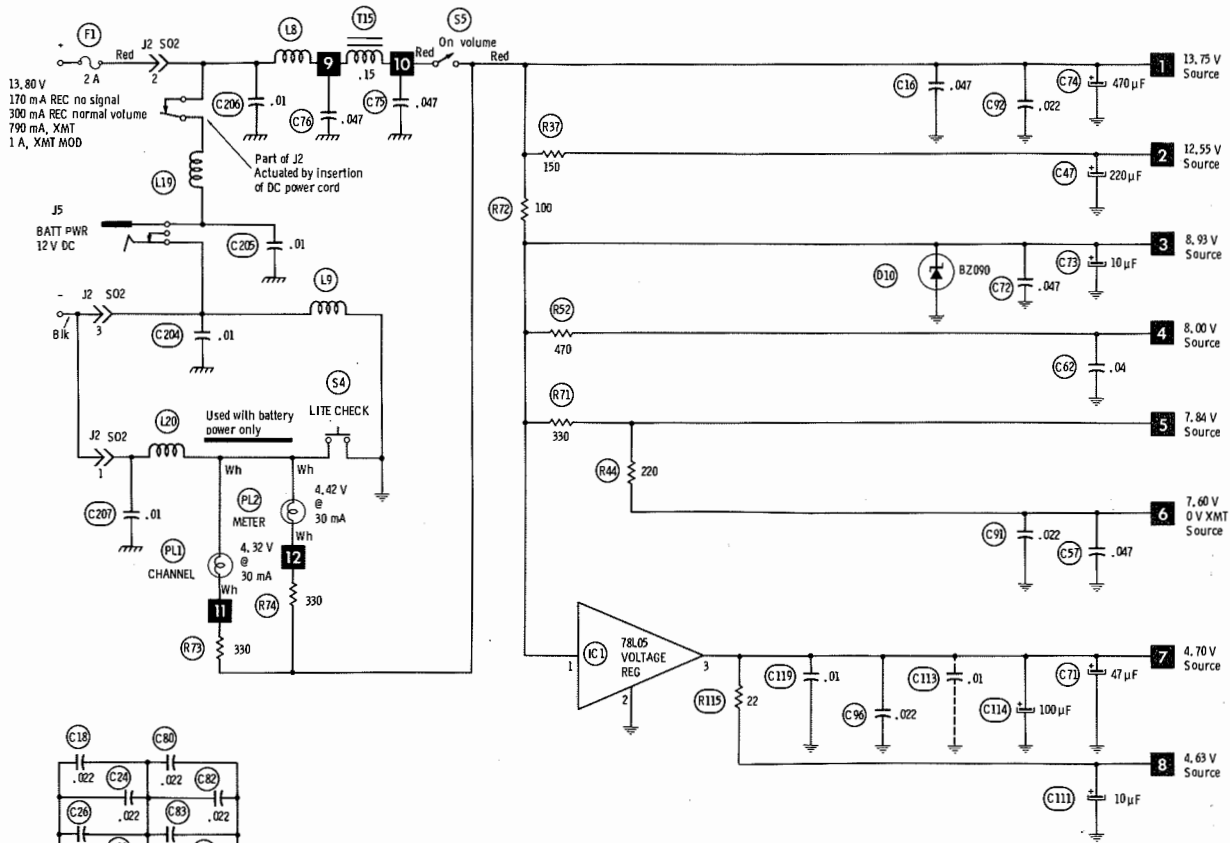 F1
L8
T15
S5
+
J2 SO2
Red
2 A
2
9
.15
10
Red
On volume
Red
13.80 V
170 mA REC no signal
300 mA REC normal volume
790 mA, XMT
1 A, XMT MOD
C206
.01
C76
.047
C75
.047
Part of J2
Actuated by insertion
of DC power cord
L19
J5
BATT PWR
12 V DC
C205
.01
-
J2 SO2
Blk
3
L9
C204
.01
S4
LITE CHECK
L20
Used with battery
power only
J2 SO2
1
Wh
Wh
C207
.01
PL2
METER
4.42 V
@
30 mA
Wh
12
PL1
CHANNEL
4.32 V
@
30 mA
Wh
11
R74
330
R73
330
C16
.047
C92
.022
C74
+
470 µF
1
13.75 V
Source
R37
150
C47
+
220 µF
2
12.55 V
Source
R72
100
D10
BZ090
C72
.047
C73
+
10 µF
3
8.93 V
Source
R52
470
C62
.04
4
8.00 V
Source
R71
330
5
7.84 V
Source
R44
220
C91
.022
C57
.047
6
7.60 V
0 V XMT
Source
1
IC1
78L05
VOLTAGE
REG
3
2
R115
22
C119
.01
C96
.022
C113
.01
C114
+
100 µF
C71
+
47 µF
7
4.70 V
Source
C111
+
10 µF
8
4.63 V
Source
C18
C80
.022
.022
C24
C82
.022
.022
C26
C83